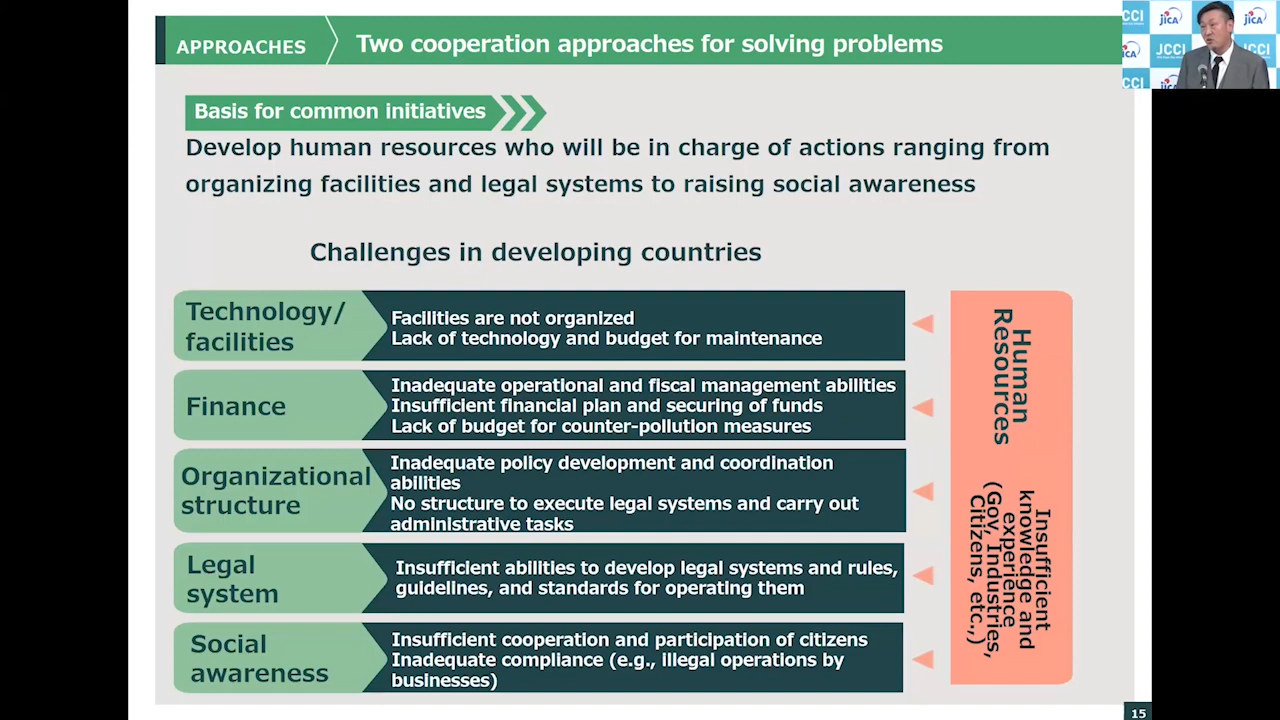 APPROACHES
Two cooperation approaches for solving problems
JCCI
JICA
JICA
JICA
JCCI
JCCI
JCCI
JICA
Basis for common initiatives
Develop human resources who will be in charge of actions ranging from
organizing facilities and legal systems to raising social awareness
Challenges in developing countries
Technology/
facilities
Facilities are not organized
Lack of technology and budget for maintenance
Finance
Inadequate operational and fiscal management abilities
Insufficient financial plan and securing of funds
Lack of budget for counter-pollution measures
Organizational
structure
Inadequate policy development and coordination
abilities
No structure to execute legal systems and carry out
administrative tasks
Legal
system
Insufficient abilities to develop legal systems and rules,
guidelines, and standards for operating them
Social
awareness
Insufficient cooperation and participation of citizens
Inadequate compliance (e.g., illegal operations by
businesses)
Human
Resources
Insufficient
knowledge and
experience
(Gov, Industries,
Citizens, etc.,)
15